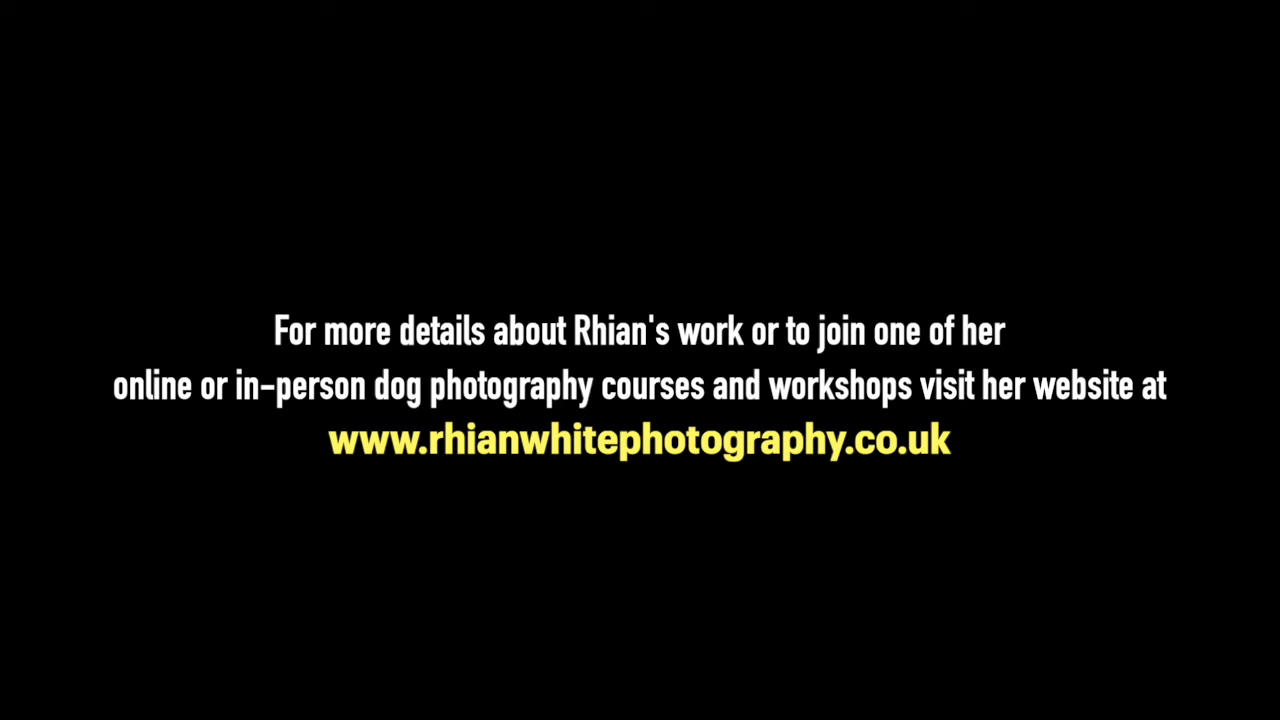 For more details about Rhian's work or to join one of her
online or in-person dog photography courses and workshops visit her website at
www.rhianwhitephotography.co.uk